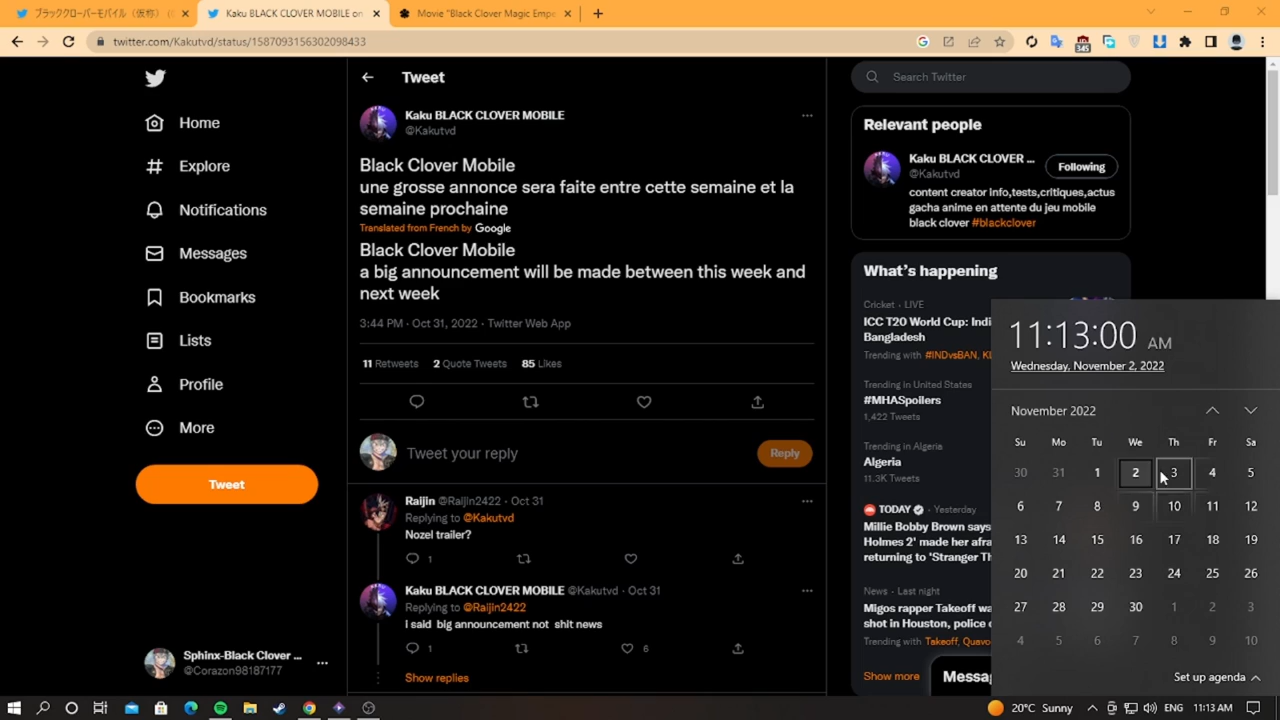 ブラッククローバーモバイル（仮称）
Kaku BLACK CLOVER MOBILE on
Movie "Black Clover Magic Empe
twitter.com/Kakutvd/status/1587093156302098433
345
Home
Explore
Notifications
Messages
Bookmarks
Lists
Profile
More
Tweet
Sphinx-Black Clover ...
@Corazon98187177
Tweet
Kaku BLACK CLOVER MOBILE
@Kakutvd
Black Clover Mobile
une grosse annonce sera faite entre cette semaine et la
semaine prochaine
Translated from French by Google
Black Clover Mobile
a big announcement will be made between this week and
next week
3:44 PM · Oct 31, 2022 · Twitter Web App
11 Retweets 2 Quote Tweets 85 Likes
Tweet your reply
Reply
Raijin @Raijin2422 · Oct 31
Replying to @Kakutvd
Nozel trailer?
1
Kaku BLACK CLOVER MOBILE @Kakutvd · Oct 31
Replying to @Raijin2422
I said big announcement not shit news
1 6
Show replies
Search Twitter
Relevant people
Kaku BLACK CLOVER ...
@Kakutvd
Following
content creator info,tests,critiques,actus
gacha anime en attente du jeu mobile
black clover #blackclover
What's happening
Cricket · LIVE
ICC T20 World Cup: Indi
Bangladesh
Trending with #INDvsBAN, KL
Trending in United States
#MHASpoilers
1,422 Tweets
Trending in Algeria
Algeria
11.3K Tweets
TODAY · Yesterday
Millie Bobby Brown says
Holmes 2' made her afra
returning to 'Stranger Th
News · Last night
Migos rapper Takeoff wa
shot in Houston, police
Trending with Takeoff, Quavo
Show more
Messa
11:13:00 AM
Wednesday, November 2, 2022
November 2022
Su Mo Tu We Th Fr Sa
30 31 1 2 3 4 5
6 7 8 9 10 11 12
13 14 15 16 17 18 19
20 21 22 23 24 25 26
27 28 29 30 1 2 3
4 5 6 7 8 9 10
Set up agenda
20°C Sunny
ENG
11:13 AM